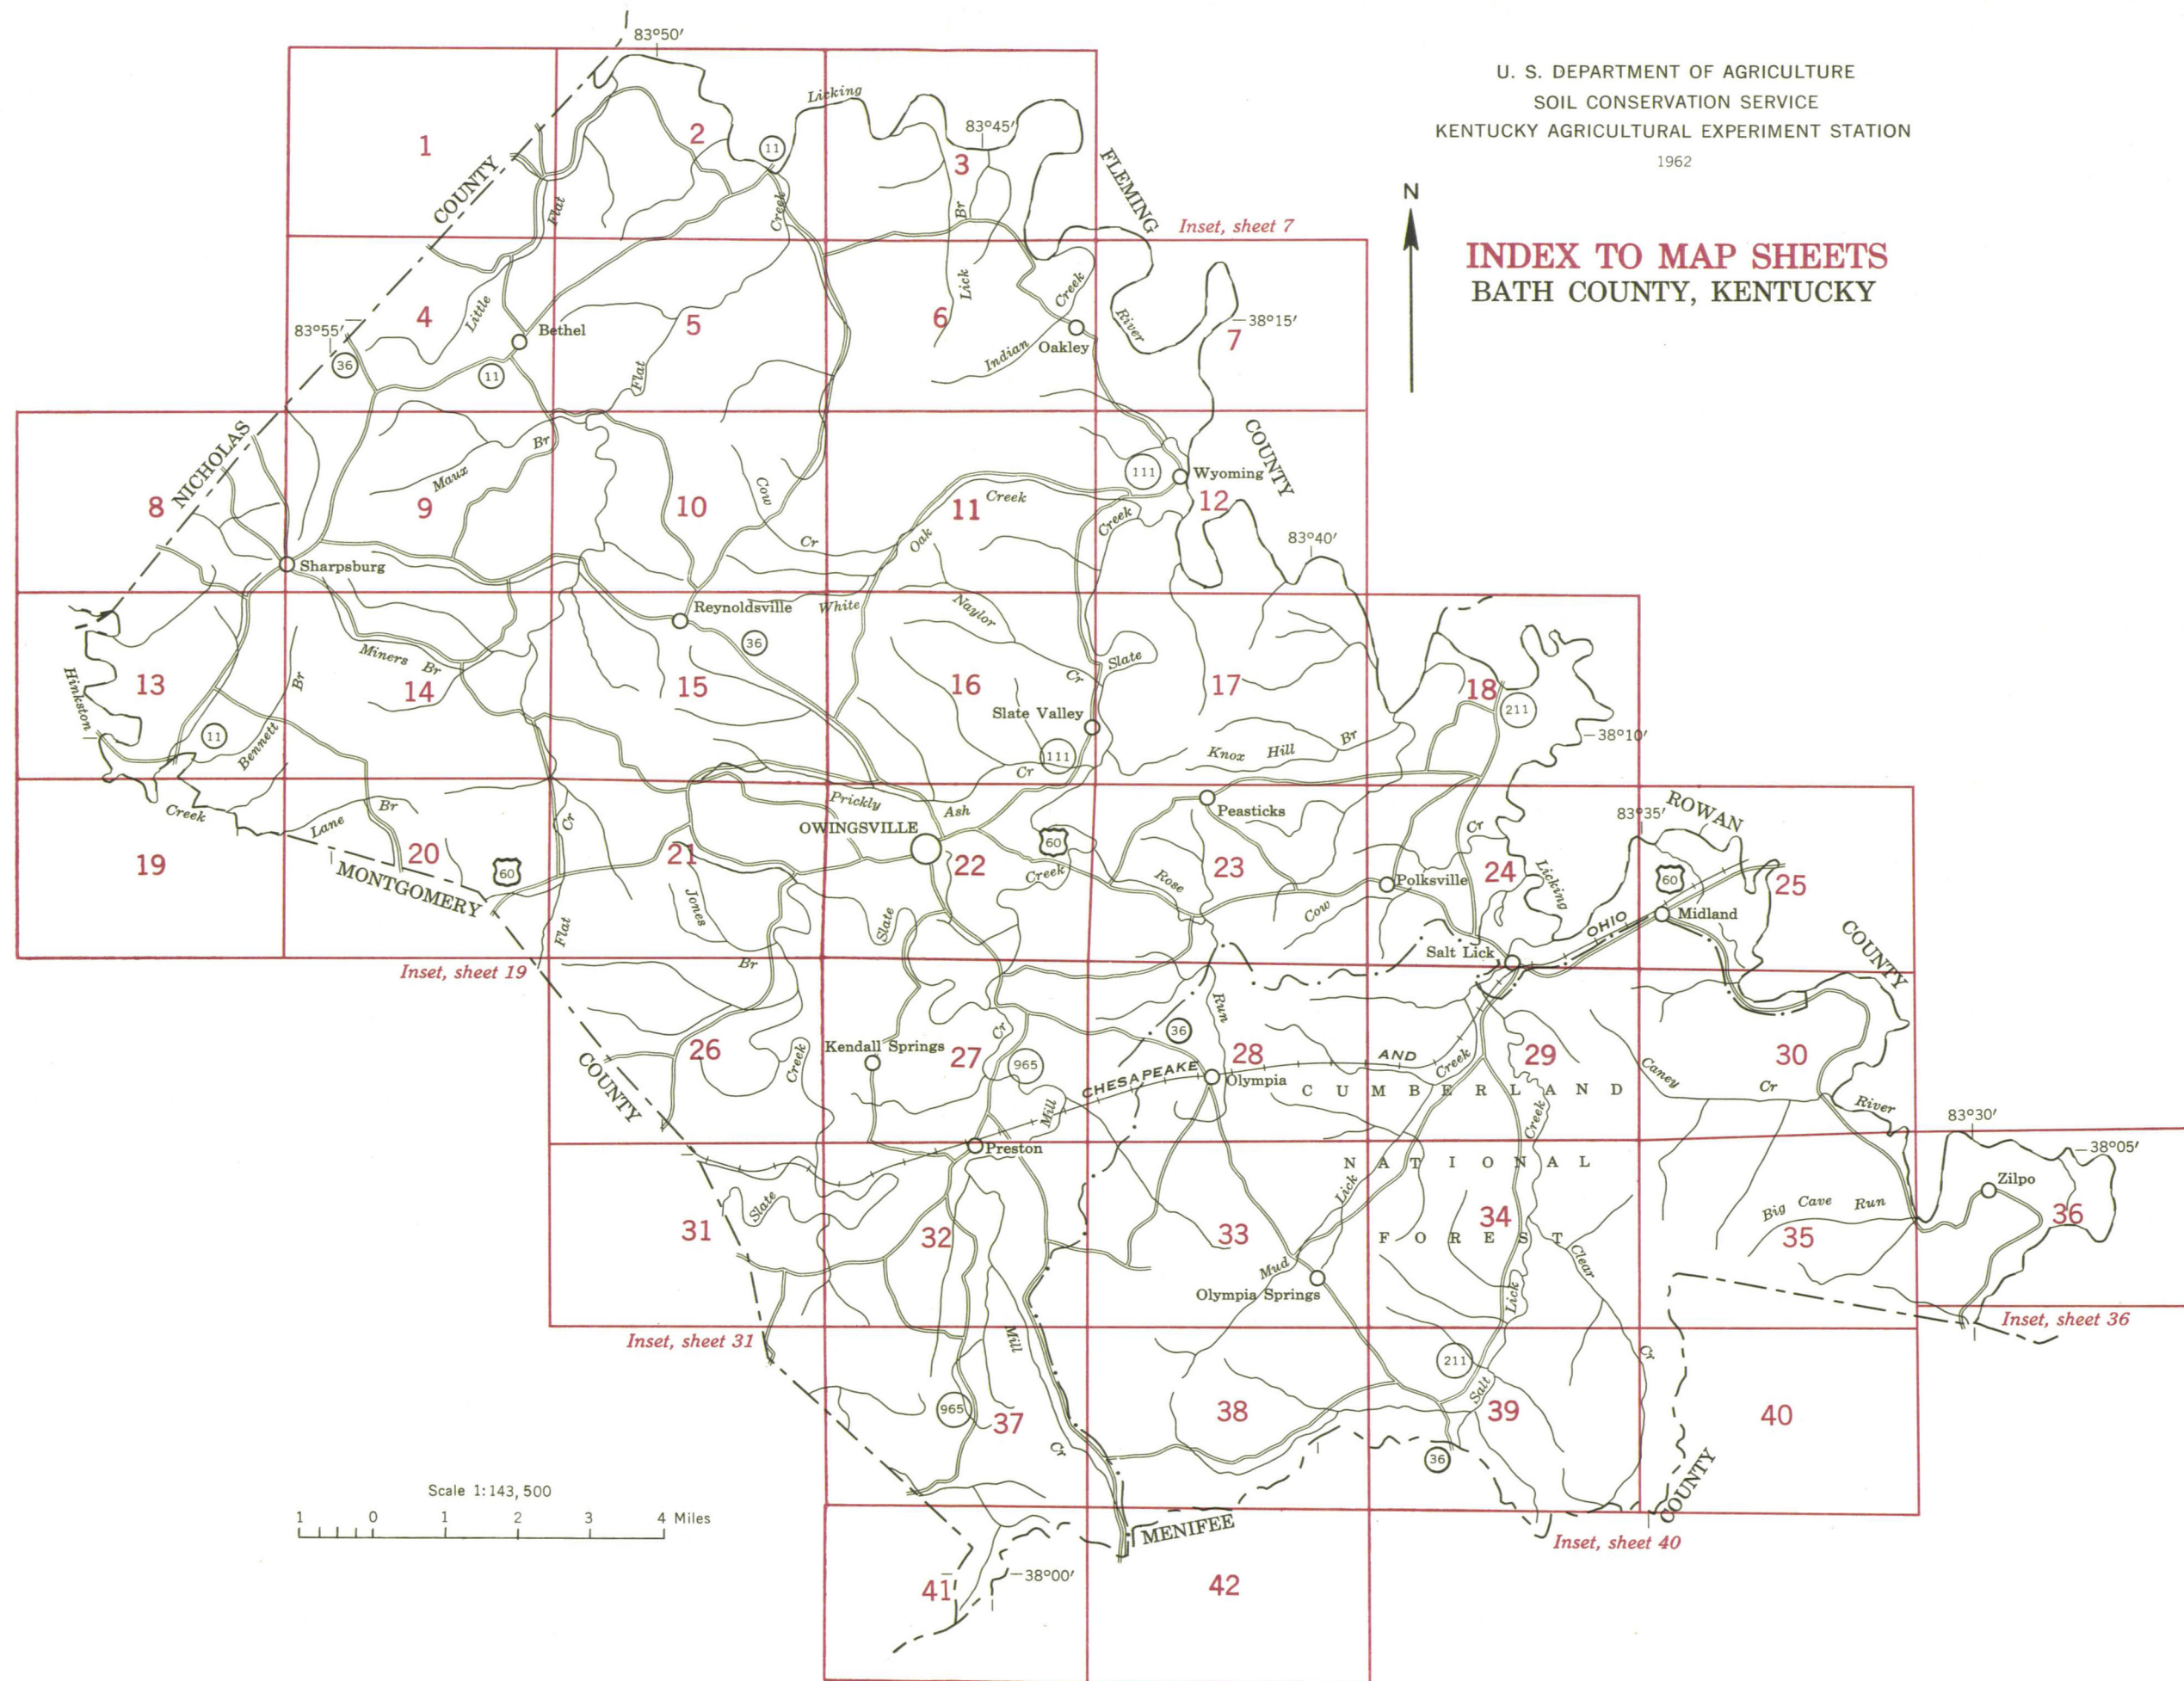 U. S. DEPARTMENT OF AGRICULTURE
SOIL CONSERVATION SERVICE
KENTUCKY AGRICULTURAL EXPERIMENT STATION
1962
N
INDEX TO MAP SHEETS
BATH COUNTY, KENTUCKY
83°50′
Licking
83°45′
1
2
11
3
COUNTY
Flat
Creek
Br
FLEMING
Inset, sheet 7
4
Little
Bethel
5
6
Lick
Creek
River
38°15′
7
83°55′
36
11
Flat
Indian
Oakley
NICHOLAS
COUNTY
8
Maux
Br
9
10
Cow
Cr
11
Creek
Oak
111
Wyoming
12
Creek
83°40′
Sharpsburg
Reynoldsville
White
Naylor
36
Hinkston
13
Miners Br
14
Br
15
16
Cr
Slate
17
18
211
Slate Valley
11
Bennett
111
Cr
Knox Hill Br
38°10′
Creek
Lane
Br
Cr
Prickly
Ash
OWINGSVILLE
60
Peasticks
Cr
83°35′
ROWAN
19
20
MONTGOMERY
60
21
22
Creek
Rose
23
Polksville
24
Licking
60
25
Jones
Slate
Cow
OHIO
Midland
Flat
Br
Salt Lick
COUNTY
Inset, sheet 19
26
COUNTY
Creek
Kendall Springs
27
Cr
965
Run
36
28
AND
Creek
29
30
CHESAPEAKE
Olympia
CUMBERLAND
Caney
Cr
River
83°30′
Mill
Creek
Preston
NATIONAL
38°05′
Zilpo
31
Slate
32
33
Lick
34
Big Cave Run
35
36
FOREST
Mud
Clear
Olympia Springs
Lick
Inset, sheet 31
Mill
Inset, sheet 36
211
Cr
965
37
38
Salt
39
40
Cr
36
COUNTY
Scale 1:143,500
1 0 1 2 3 4 Miles
MENIFEE
Inset, sheet 40
41
38°00′
42